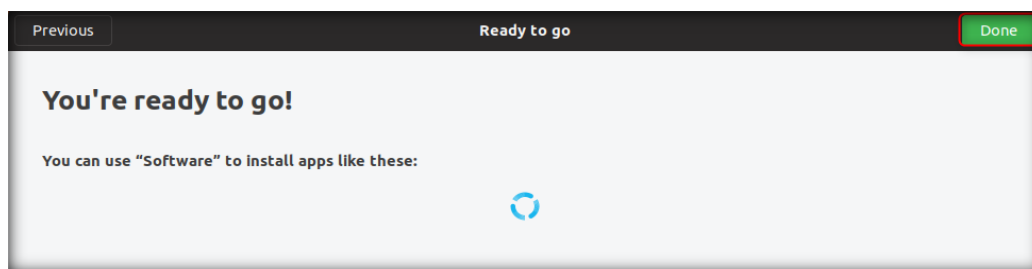 Previous
Ready to go
Done
You're ready to go!
You can use “Software” to install apps like these: